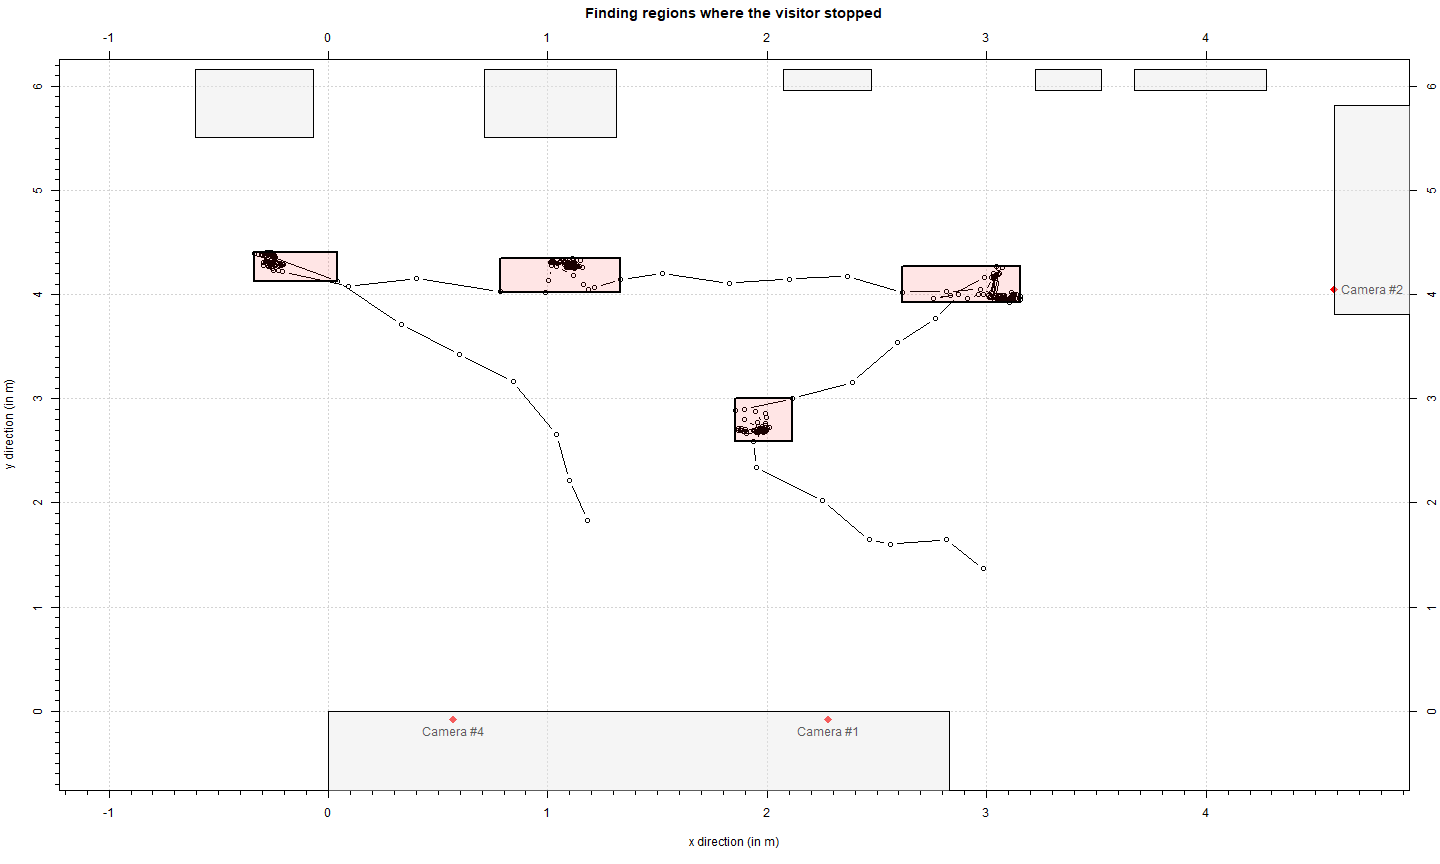 Finding regions where the visitor stopped
-1 0 1 2 3 4
6 6
5 5
Camera #2
4 4
3 3
y direction (in m)
2 2
1 1
0 0
Camera #4 Camera #1
-1 0 1 2 3 4
x direction (in m)